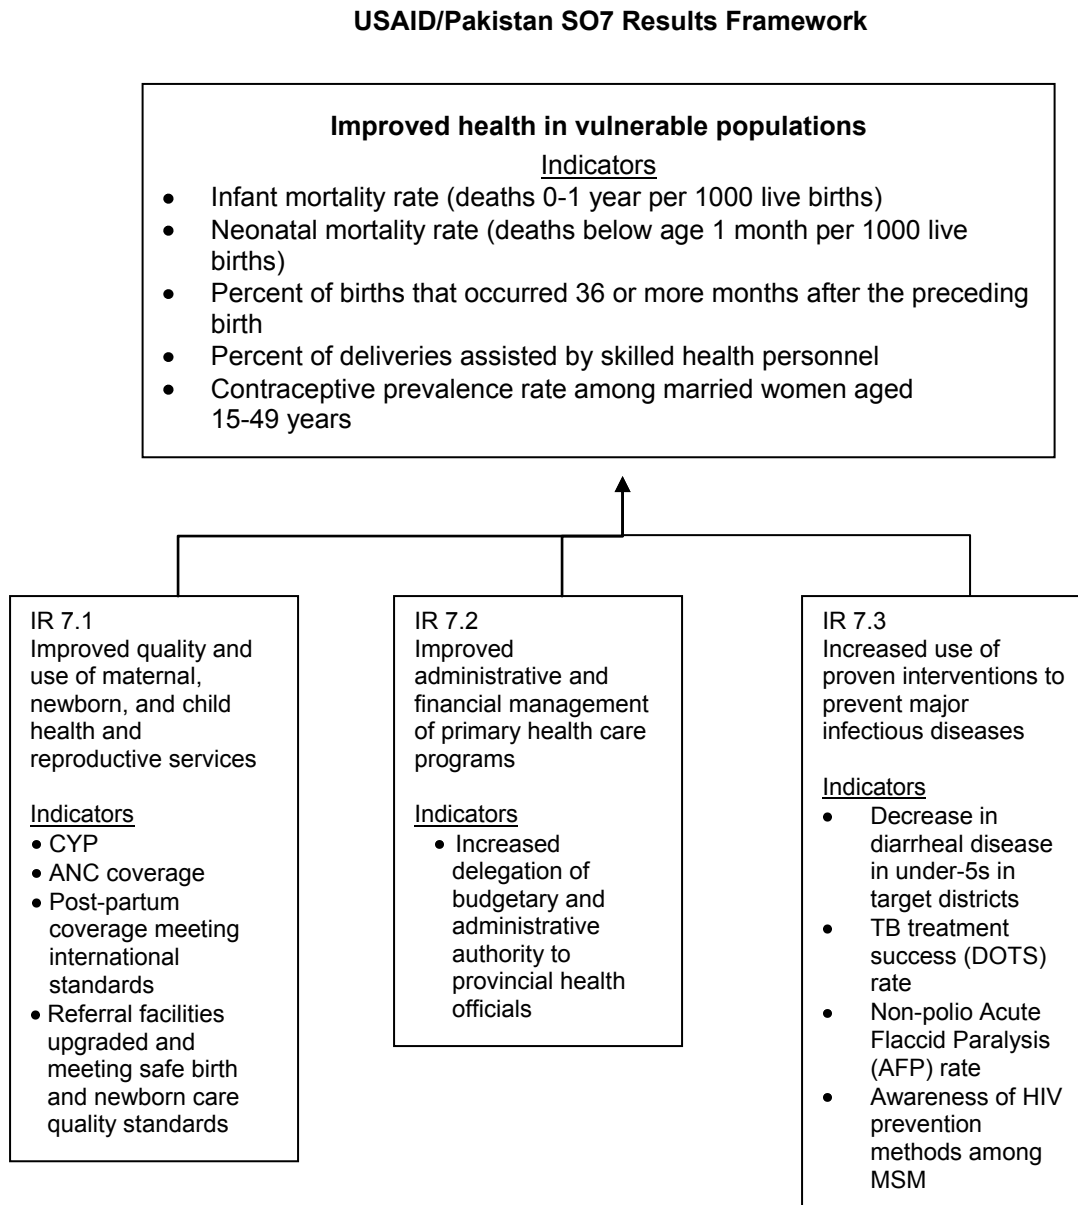 USAID/Pakistan SO7 Results Framework
Improved health in vulnerable populations
Indicators
• Infant mortality rate (deaths 0-1 year per 1000 live births)
• Neonatal mortality rate (deaths below age 1 month per 1000 live
births)
• Percent of births that occurred 36 or more months after the preceding
birth
• Percent of deliveries assisted by skilled health personnel
• Contraceptive prevalence rate among married women aged
15-49 years
IR 7.1
Improved quality and
use of maternal,
newborn, and child
health and
reproductive services
Indicators
• CYP
• ANC coverage
• Post-partum
coverage meeting
international
standards
• Referral facilities
upgraded and
meeting safe birth
and newborn care
quality standards
IR 7.2
Improved
administrative and
financial management
of primary health care
programs
Indicators
• Increased
delegation of
budgetary and
administrative
authority to
provincial health
officials
IR 7.3
Increased use of
proven interventions to
prevent major
infectious diseases
Indicators
• Decrease in
diarrheal disease
in under-5s in
target districts
• TB treatment
success (DOTS)
rate
• Non-polio Acute
Flaccid Paralysis
(AFP) rate
• Awareness of HIV
prevention
methods among
MSM